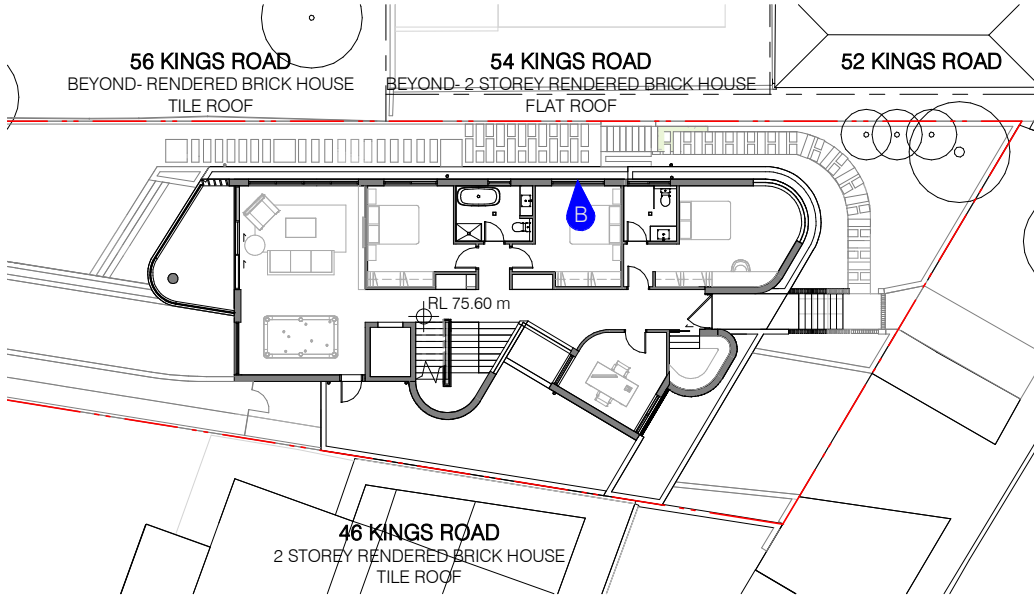 56 KINGS ROAD
BEYOND- RENDERED BRICK HOUSE
TILE ROOF
54 KINGS ROAD
BEYOND- 2 STOREY RENDERED BRICK HOUSE
FLAT ROOF
52 KINGS ROAD
B
RL 75.60 m
46 KINGS ROAD
2 STOREY RENDERED BRICK HOUSE
TILE ROOF